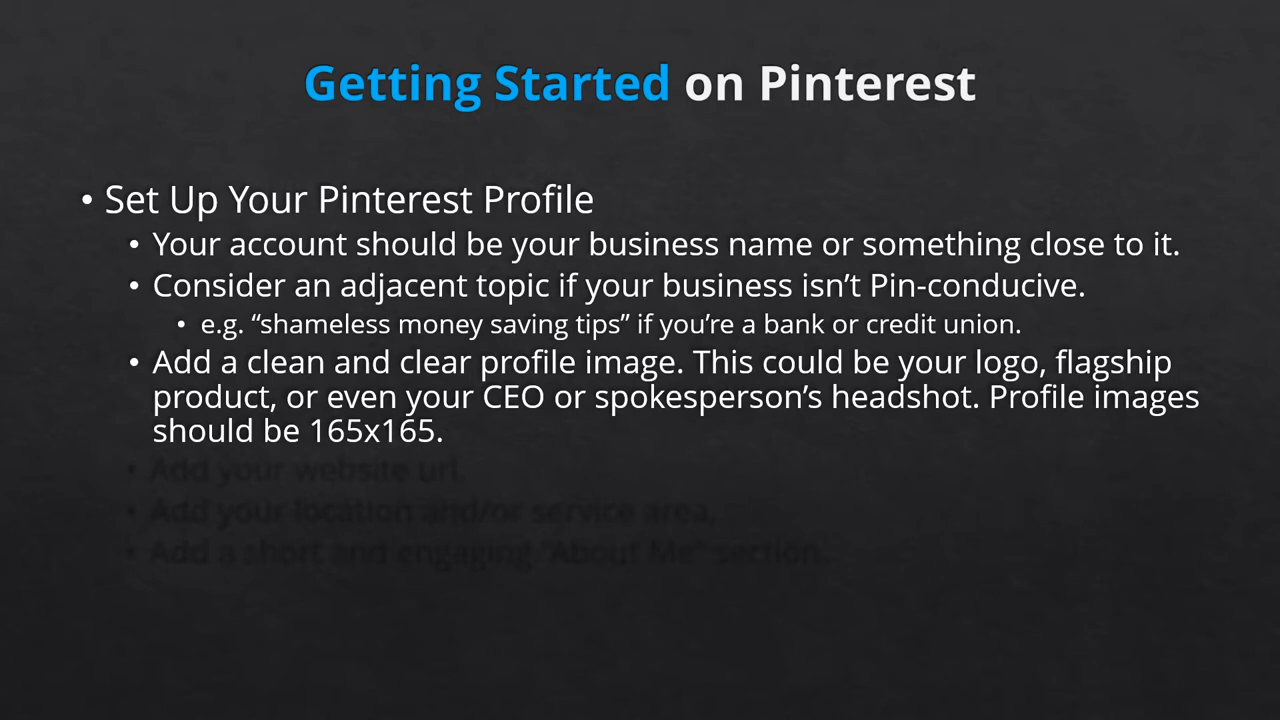 Getting Started on Pinterest
• Set Up Your Pinterest Profile
• Your account should be your business name or something close to it.
• Consider an adjacent topic if your business isn’t Pin-conducive.
• e.g. “shameless money saving tips” if you’re a bank or credit union.
• Add a clean and clear profile image. This could be your logo, flagship
product, or even your CEO or spokesperson’s headshot. Profile images
should be 165x165.
• Add your website url.
• Add your location and/or service area.
• Add a short and engaging “About Me” section.